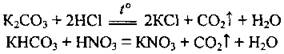 K₂CO₃ + 2HCl =t°= 2KCl + CO₂↑ + H₂O
KHCO₃ + HNO₃ = KNO₃ + CO₂↑ + H₂O